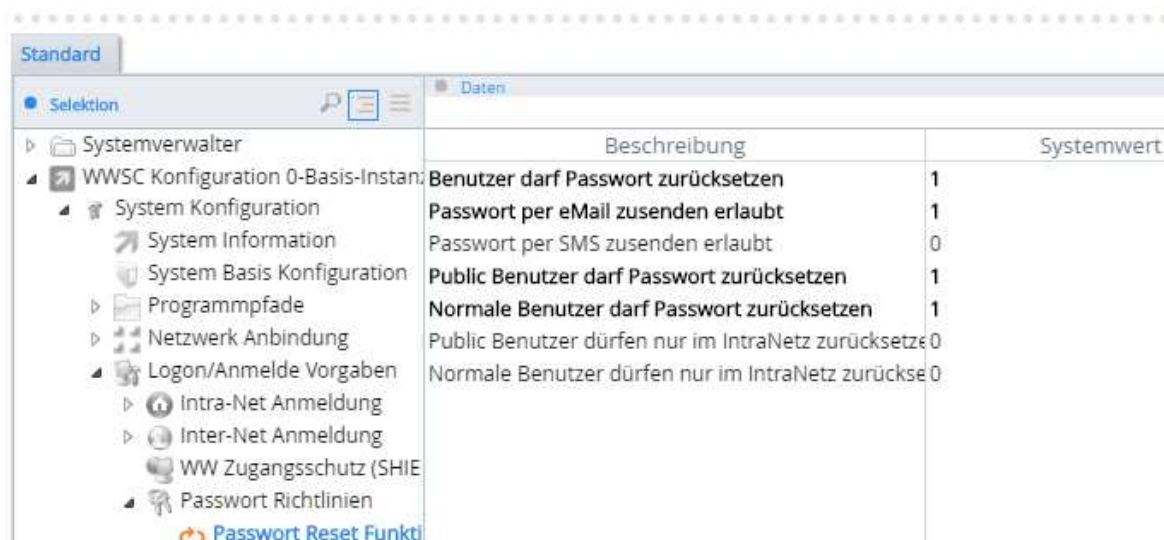 Standard
Selektion
Daten
Beschreibung Systemwert
Systemverwalter
WWSC Konfiguration 0-Basis-Instanz
System Konfiguration
System Information
System Basis Konfiguration
Programmpfade
Netzwerk Anbindung
Logon/Anmelde Vorgaben
Intra-Net Anmeldung
Inter-Net Anmeldung
WW Zugangsschutz (SHIE
Passwort Richtlinien
Passwort Reset Funkti
Benutzer darf Passwort zurücksetzen 1
Passwort per eMail zusenden erlaubt 1
Passwort per SMS zusenden erlaubt 0
Public Benutzer darf Passwort zurücksetzen 1
Normale Benutzer darf Passwort zurücksetzen 1
Public Benutzer dürfen nur im IntraNetz zurücksetze 0
Normale Benutzer dürfen nur im IntraNetz zurückse 0